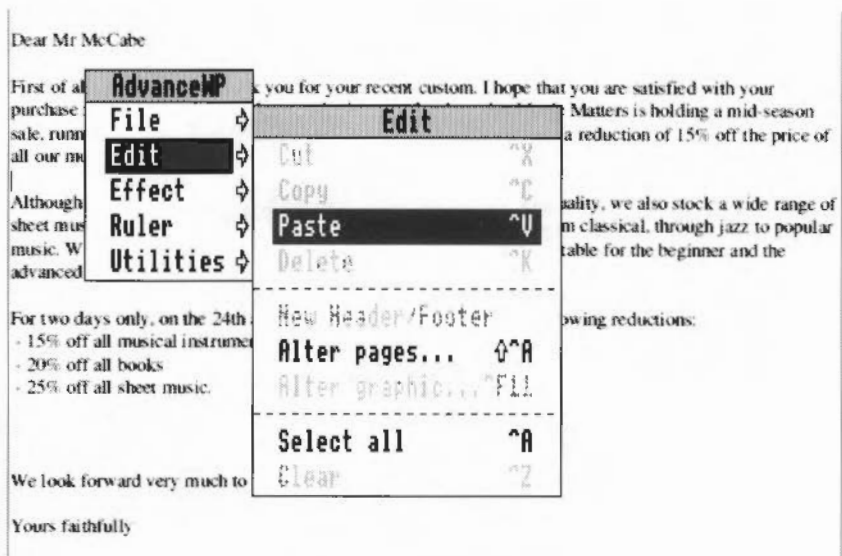 Dear Mr McCabe
First of al
k you for your recent custom. I hope that you are satisfied with your
purchase
Matters is holding a mid-season
sale, runn
a reduction of 15% off the price of
all our mu
Although
uality, we also stock a wide range of
sheet mus
m classical, through jazz to popular
music. W
table for the beginner and the
advanced
For two days only, on the 24th
owing reductions:
- 15% off all musical instrume
- 20% off all books
- 25% off all sheet music.
We look forward very much to
Yours faithfully
AdvanceWP
File
Edit
Effect
Ruler
Utilities
Edit
Cut ^X
Copy ^C
Paste ^V
Delete ^K
New Header/Footer
Alter pages... ⇧^A
Alter graphic...^F11
Select all ^A
Clear ^Z